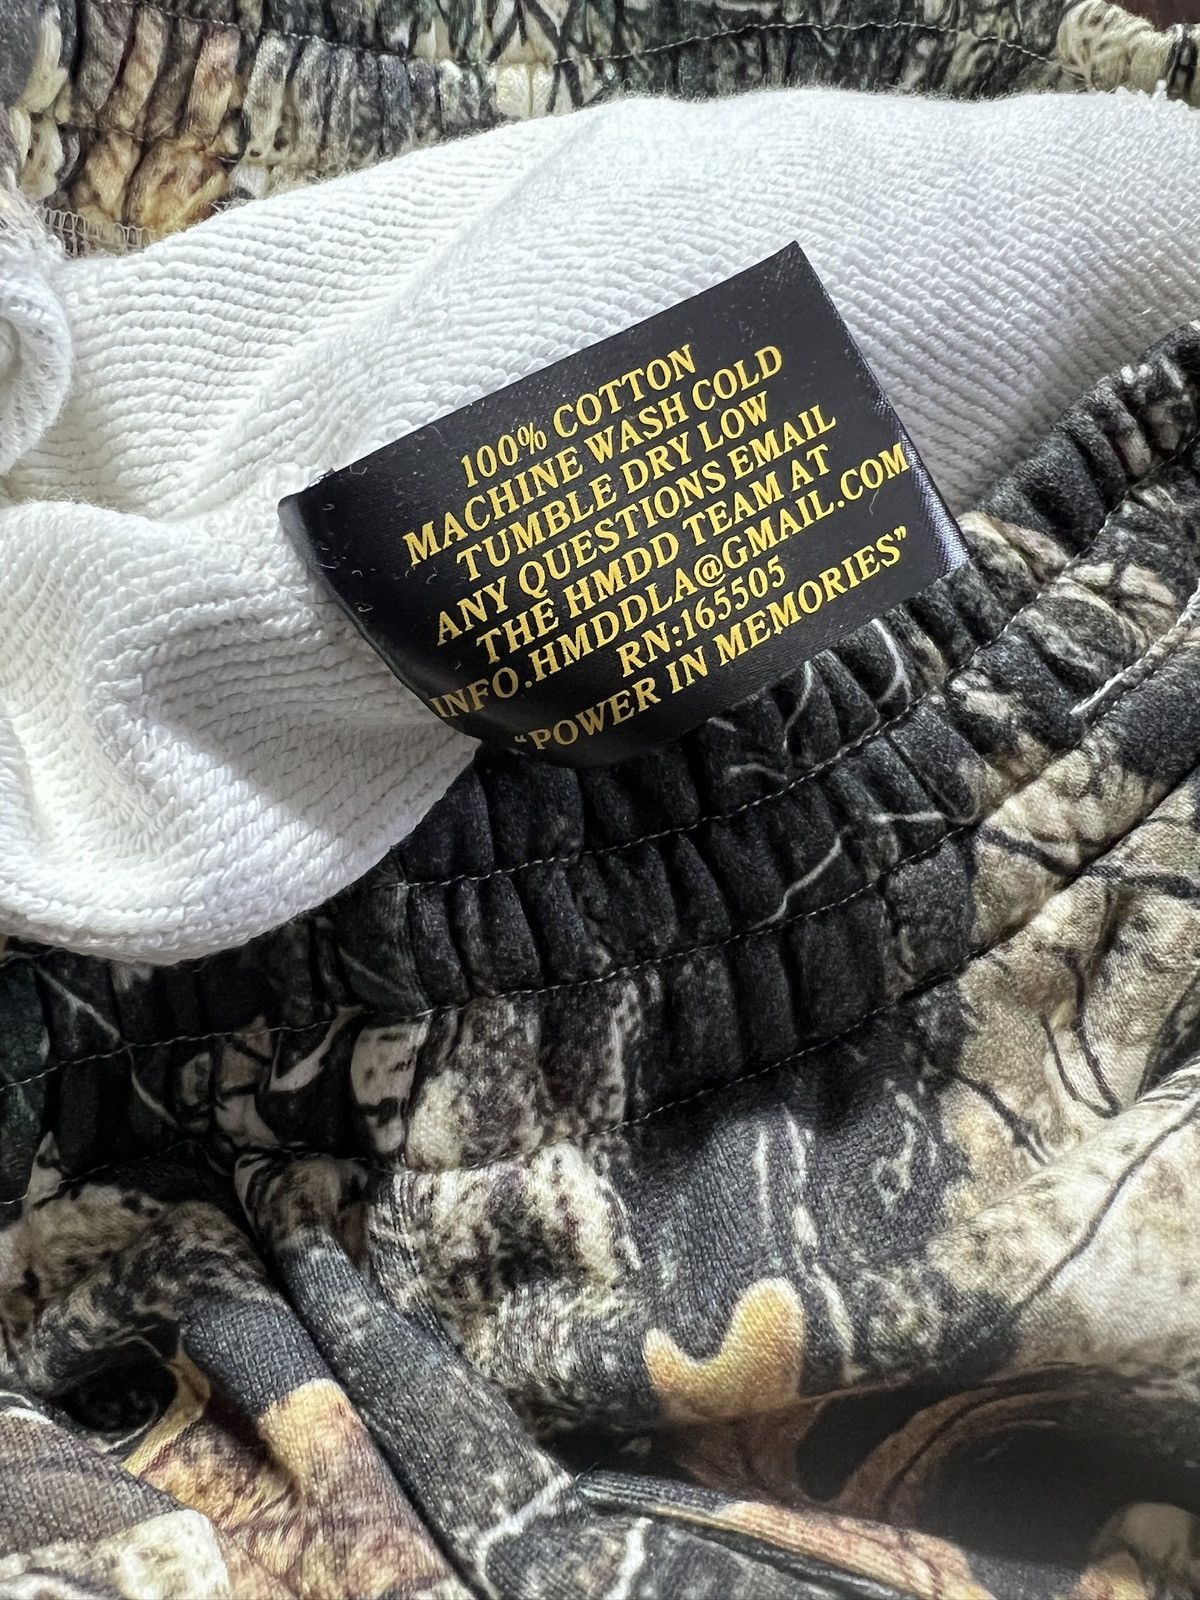 100% COTTON
MACHINE WASH COLD
TUMBLE DRY LOW
ANY QUESTIONS EMAIL
THE HMDD TEAM AT
INFO.HMDDLA@GMAIL.COM
RN:165505
"POWER IN MEMORIES"